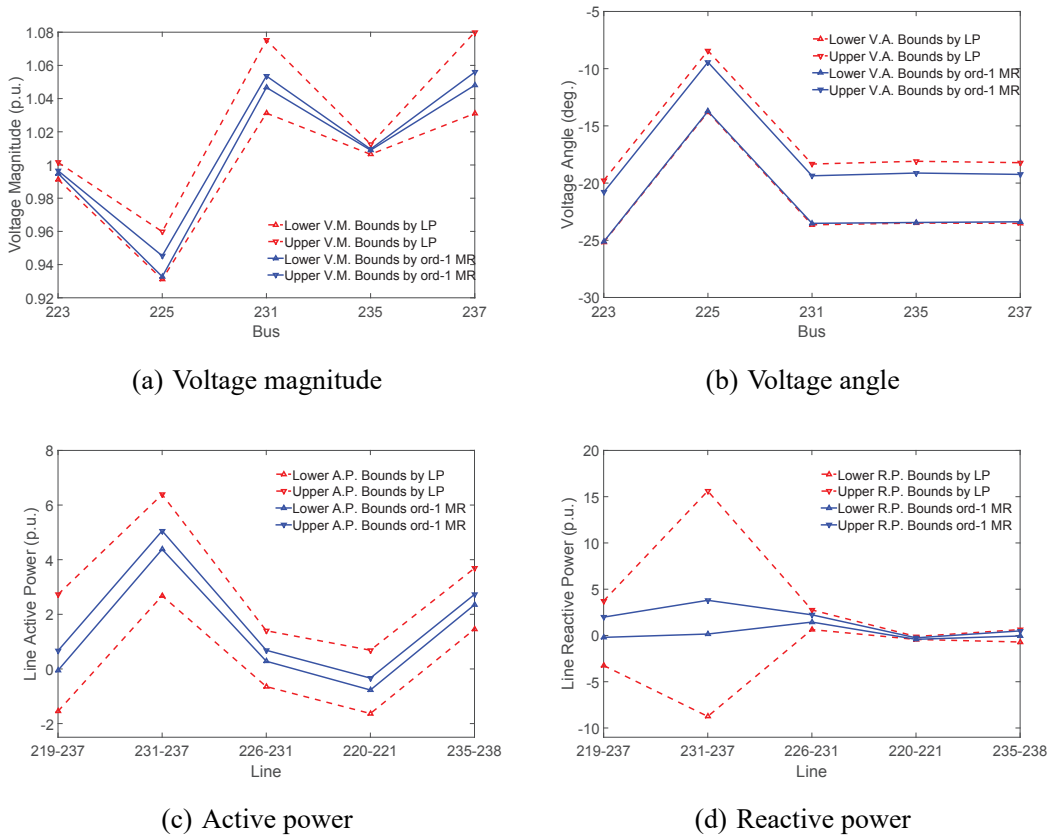 1.08
1.06
1.04
1.02
1
0.98
0.96
0.94
0.92
Voltage Magnitude (p.u.)
Lower V.M. Bounds by LP
Upper V.M. Bounds by LP
Lower V.M. Bounds by ord-1 MR
Upper V.M. Bounds by ord-1 MR
223 225 231 235 237
Bus
(a) Voltage magnitude
-5
-10
-15
-20
-25
-30
Voltage Angle (deg.)
Lower V.A. Bounds by LP
Upper V.A. Bounds by LP
Lower V.A. Bounds by ord-1 MR
Upper V.A. Bounds by ord-1 MR
223 225 231 235 237
Bus
(b) Voltage angle
8
6
4
2
0
-2
Line Active Power (p.u.)
Lower A.P. Bounds by LP
Upper A.P. Bounds by LP
Lower A.P. Bounds ord-1 MR
Upper A.P. Bounds ord-1 MR
219-237 231-237 226-231 220-221 235-238
Line
(c) Active power
20
15
10
5
0
-5
-10
Line Reactive Power (p.u.)
Lower R.P. Bounds by LP
Upper R.P. Bounds by LP
Lower R.P. Bounds ord-1 MR
Upper R.P. Bounds ord-1 MR
219-237 231-237 226-231 220-221 235-238
Line
(d) Reactive power